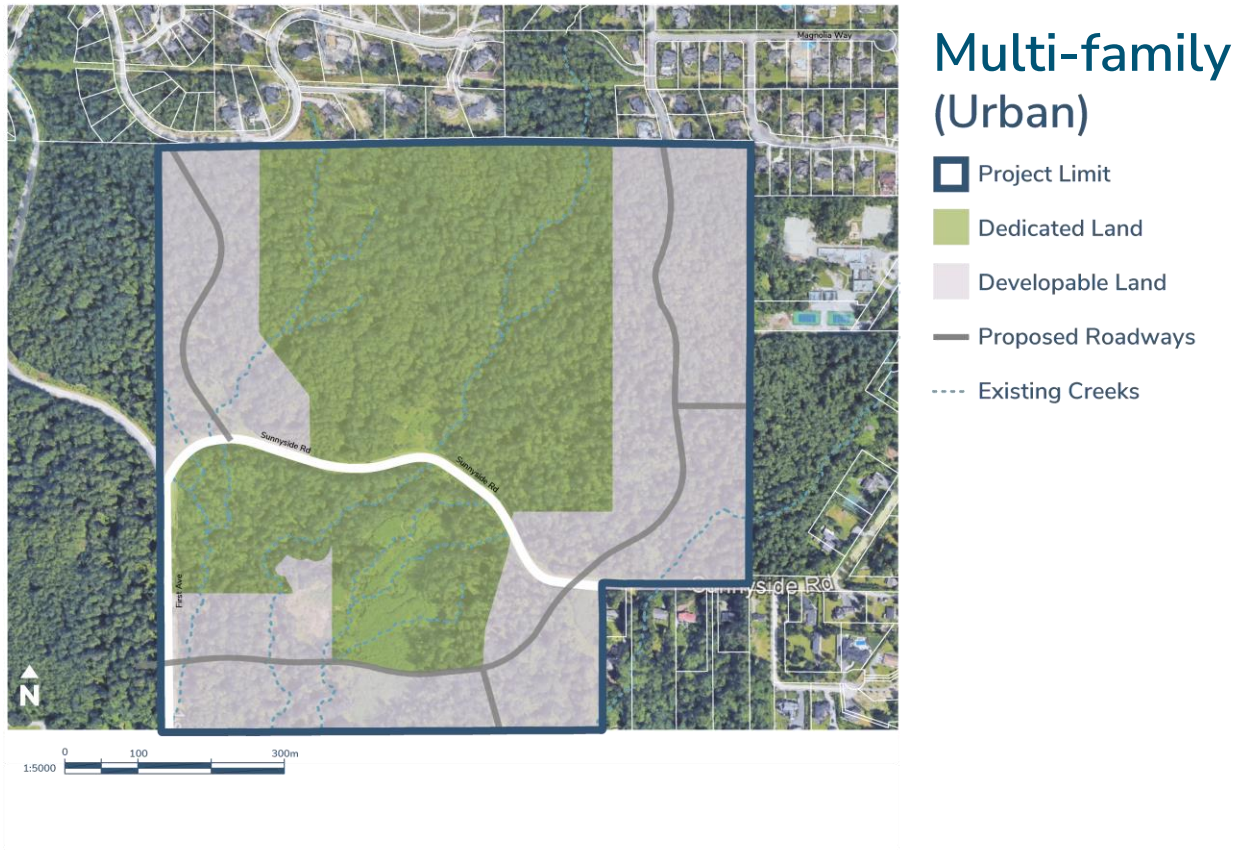 Multi-family
(Urban)
Project Limit
Dedicated Land
Developable Land
Proposed Roadways
Existing Creeks
Magnolia Way
Sunnyside Rd
Sunnyside Rd
First Ave
Sunnyside Rd
N
0 100 300m
1:5000